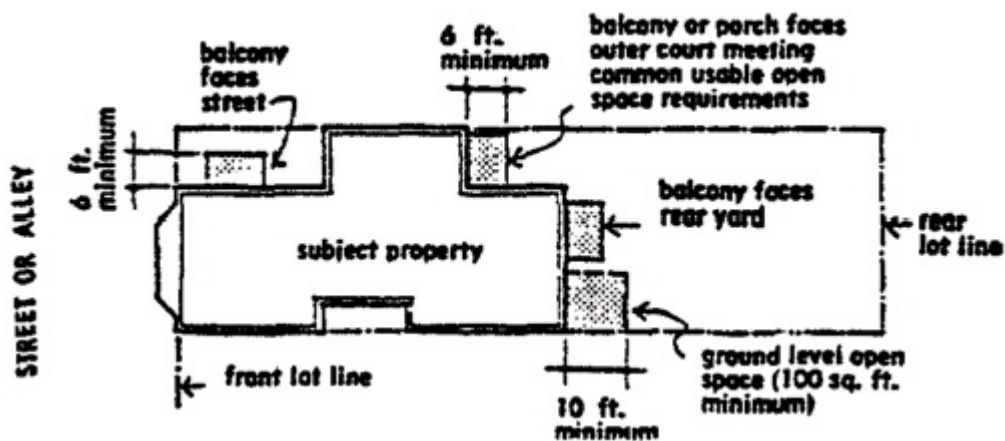 balcony
faces
street
6 ft.
minimum
balcony or porch faces
outer court meeting
common usable open
space requirements
6 ft.
minimum
STREET OR ALLEY
subject property
balcony faces
rear yard
rear
lot line
front lot line
ground level open
space (100 sq. ft.
minimum)
10 ft.
minimum